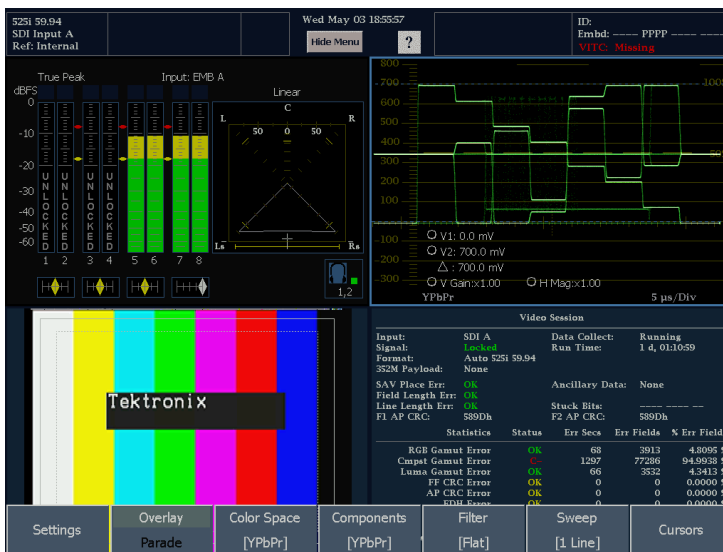 525i 59.94
SDI Input A
Ref: Internal
Wed May 03 18:55:57
Hide Menu
?
ID:
Embd: ---- PPPP ---- ----
VITC: Missing
True Peak
Input: EMB A
dBFS
0
-10
-20
-30
-40
-50
-60
UNLOCKED
UNLOCKED
UNLOCKED
UNLOCKED
1 2 3 4 5 6 7 8
Linear
C
L
R
50 0 50
Ls
Rs
1,2
800
700
600
500
400
300
200
100
-100
-200
-300
100%
50%
V1: 0.0 mV
V2: 700.0 mV
△ : 700.0 mV
V Gain:x1.00
H Mag:x1.00
YPbPr
5 µs/Div
Tektronix
Video Session
Input: SDI A Data Collect: Running
Signal: Locked Run Time: 1 d, 01:10:59
Format: Auto 525i 59.94
352M Payload: None
SAV Place Err: OK Ancillary Data: None
Field Length Err: OK
Line Length Err: OK Stuck Bits: ---- ---- --
F1 AP CRC: 589Dh F2 AP CRC: 589Dh
Statistics Status Err Secs Err Fields % Err Field
RGB Gamut Error OK 68 3913 4.8095
Cmpst Gamut Error C- 1297 77286 94.9938
Luma Gamut Error OK 66 3532 4.3413
FF CRC Error OK 0 0 0.0000
AP CRC Error OK 0 0 0.0000
EDH Error OK 0 0 0.0000
Settings
Overlay
Parade
Color Space
[YPbPr]
Components
[YPbPr]
Filter
[Flat]
Sweep
[1 Line]
Cursors